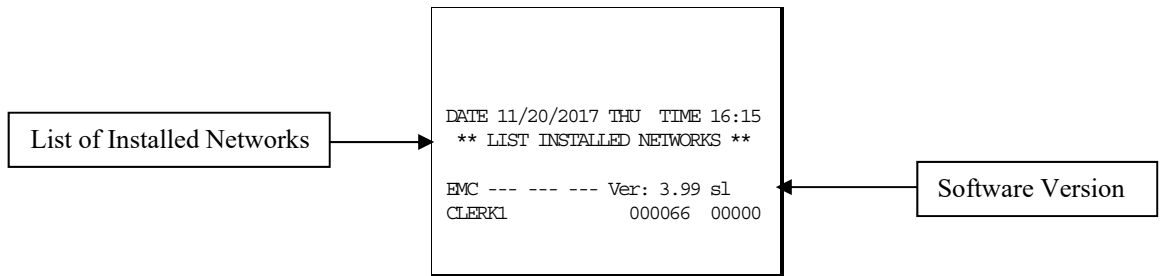 DATE 11/20/2017 THU TIME 16:15
** LIST INSTALLED NETWORKS **
List of Installed Networks
EMC --- --- --- Ver: 3.99 sl
Software Version
CLERK1 000066 00000